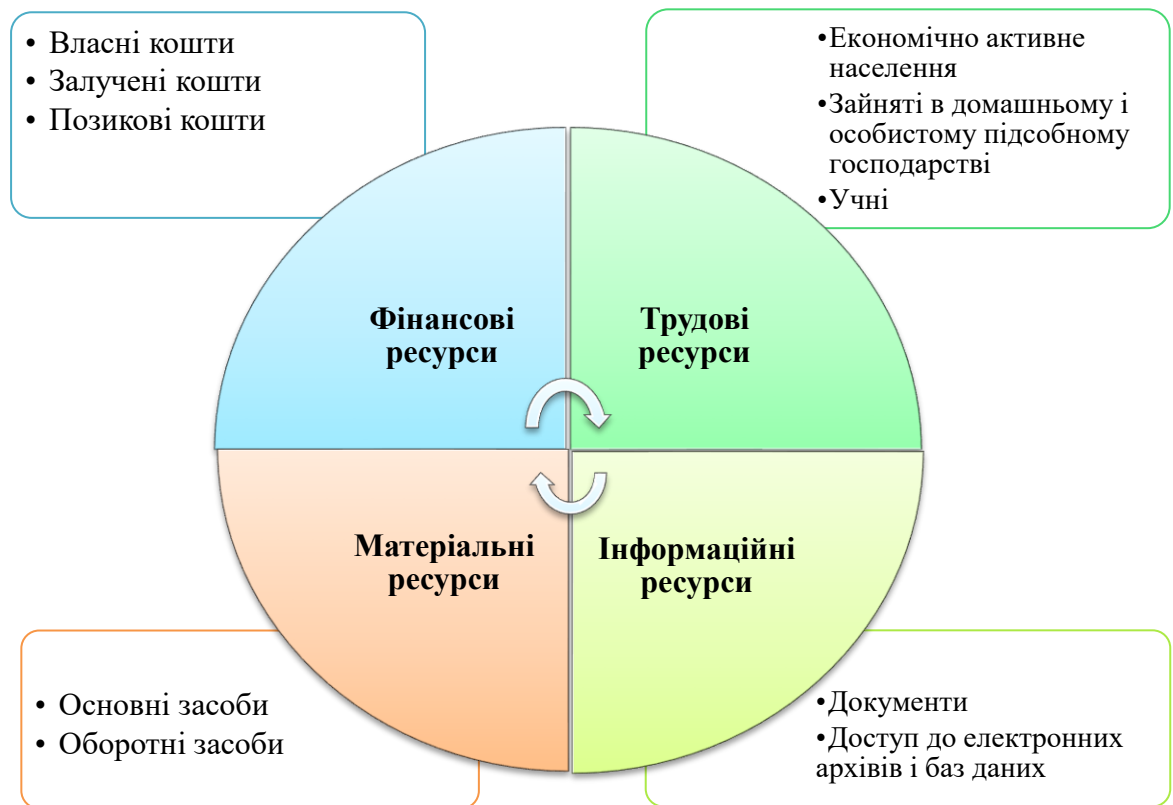 • Власні кошти
• Залучені кошти
• Позикові кошти
•Економічно активне
населення
•Зайняті в домашньому і
особистому підсобному
господарстві
•Учні
Фінансові
ресурси
Трудові
ресурси
Матеріальні
ресурси
Інформаційні
ресурси
• Основні засоби
• Оборотні засоби
•Документи
•Доступ до електронних
архівів і баз даних